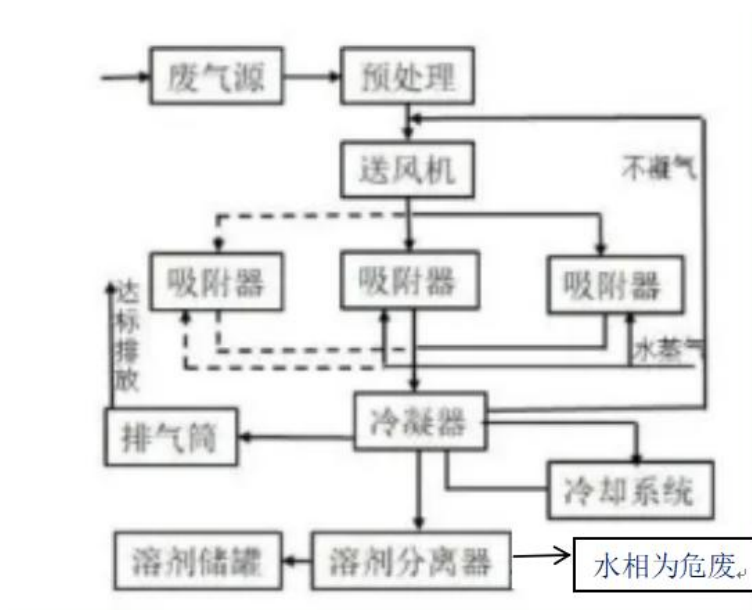 废气源
预处理
送风机
不凝气
吸附器
吸附器
吸附器
达标排放
水蒸气
冷凝器
排气筒
冷却系统
溶剂储罐
溶剂分离器
水相为危废